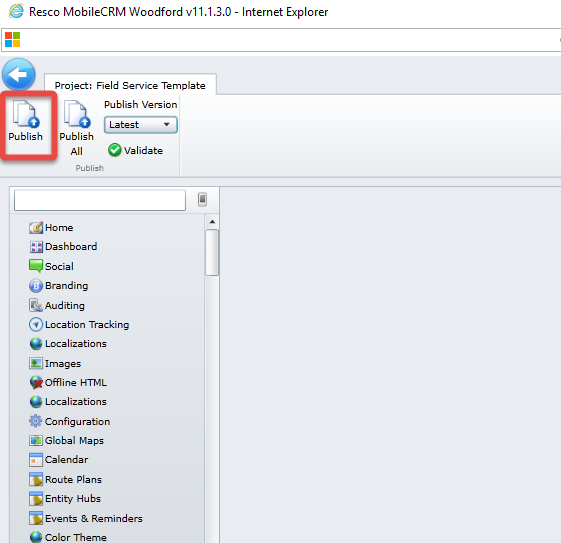 Resco MobileCRM Woodford v11.1.3.0 - Internet Explorer
Project: Field Service Template
Publish
Publish All
Publish Version
Latest
Validate
Publish
Home
Dashboard
Social
Branding
Auditing
Location Tracking
Localizations
Images
Offline HTML
Localizations
Configuration
Global Maps
Calendar
Route Plans
Entity Hubs
Events & Reminders
Color Theme